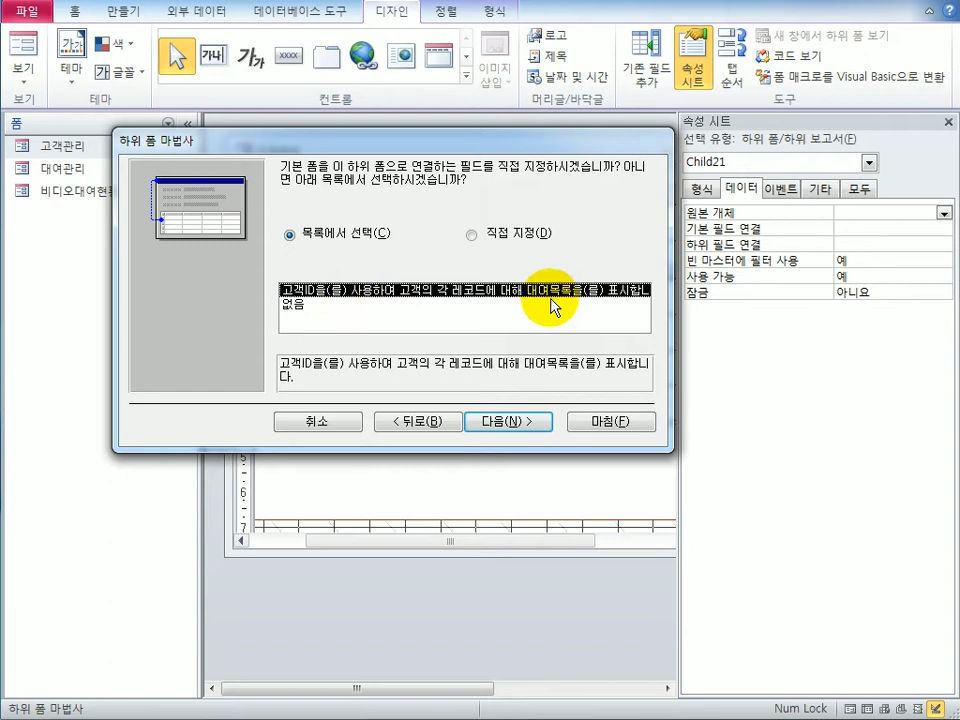 파일 홈 만들기 외부 데이터 데이터베이스 도구 디자인 정렬 형식
보기
보기
테마
색
가가 글꼴
테마
가나
가가
xxxx
컨트롤
이미지
삽입
로고
제목
날짜 및 시간
머리글/바닥글
기존 필드
추가
속성
시트
탭
순서
새 창에서 하위 폼 보기
코드 보기
폼 매크로를 Visual Basic으로 변환
도구
폼
고객관리
대여관리
비디오대여현
하위 폼 마법사
기본 폼을 이 하위 폼으로 연결하는 필드를 직접 지정하시겠습니까? 아니
면 아래 목록에서 선택하시겠습니까?
목록에서 선택(C) 직접 지정(D)
고객ID을(를) 사용하여 고객의 각 레코드에 대해 대여목록을(를) 표시합니
없음
고객ID을(를) 사용하여 고객의 각 레코드에 대해 대여목록을(를) 표시합니
다.
취소 < 뒤로(B) 다음(N) > 마침(F)
5
6
7
속성 시트
선택 유형: 하위 폼/하위 보고서(F)
Child21
형식 데이터 이벤트 기타 모두
원본 개체
기본 필드 연결
하위 필드 연결
빈 마스터에 필터 사용 예
사용 가능 예
잠금 아니요
하위 폼 마법사 Num Lock